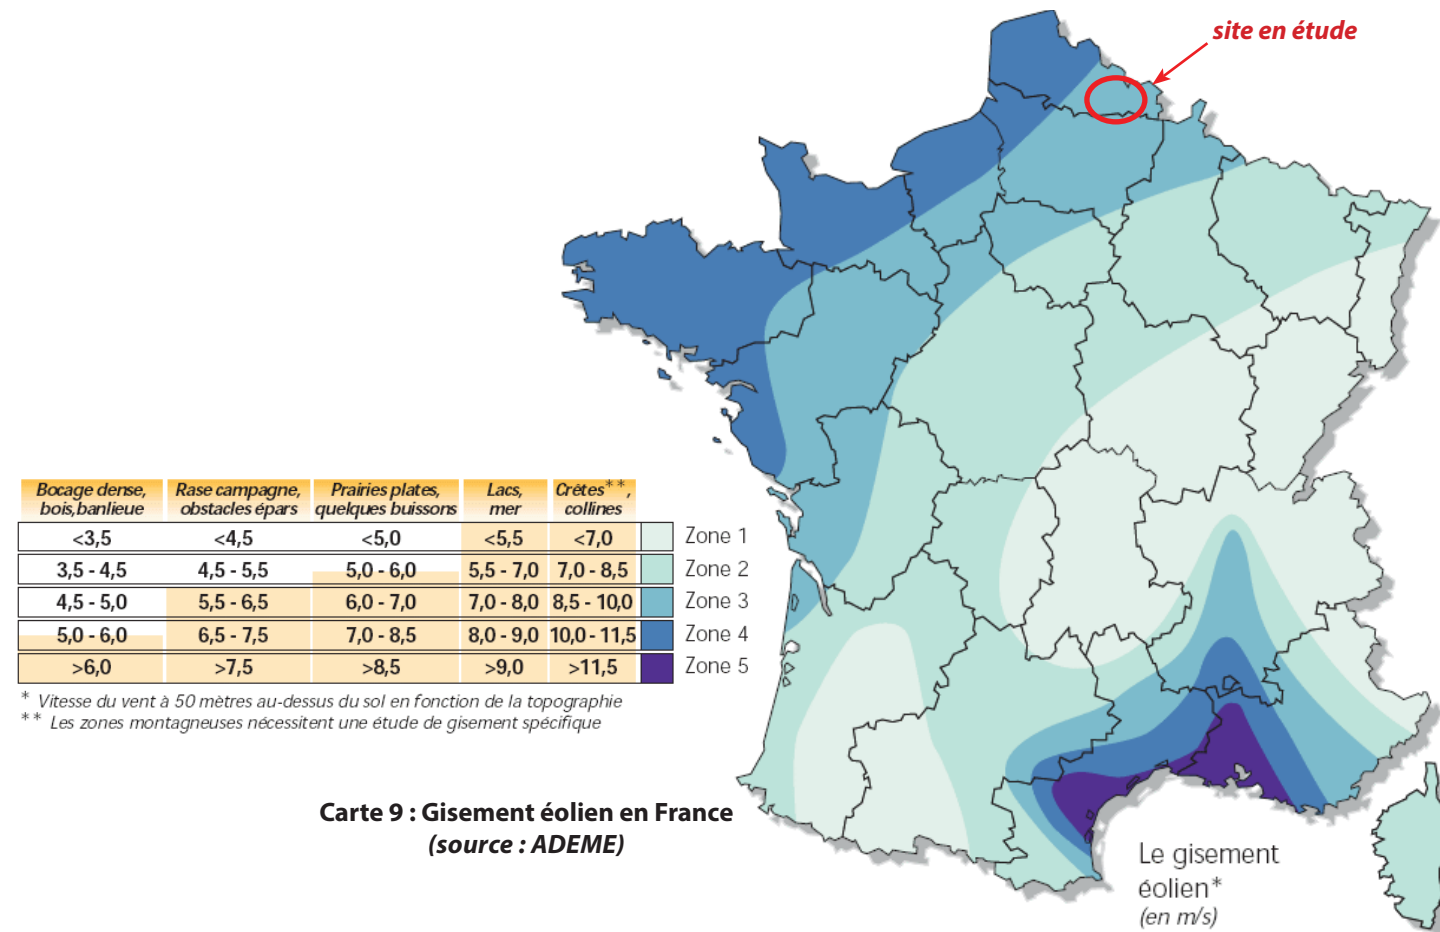 site en étude
Bocage dense, bois,banlieue Rase campagne, obstacles épars Prairies plates, quelques buissons Lacs, mer Crêtes**, collines
<3,5 <4,5 <5,0 <5,5 <7,0 Zone 1
3,5 - 4,5 4,5 - 5,5 5,0 - 6,0 5,5 - 7,0 7,0 - 8,5 Zone 2
4,5 - 5,0 5,5 - 6,5 6,0 - 7,0 7,0 - 8,0 8,5 - 10,0 Zone 3
5,0 - 6,0 6,5 - 7,5 7,0 - 8,5 8,0 - 9,0 10,0 - 11,5 Zone 4
>6,0 >7,5 >8,5 >9,0 >11,5 Zone 5
* Vitesse du vent à 50 mètres au-dessus du sol en fonction de la topographie
** Les zones montagneuses nécessitent une étude de gisement spécifique
Carte 9 : Gisement éolien en France
(source : ADEME)
Le gisement
éolien*
(en m/s)